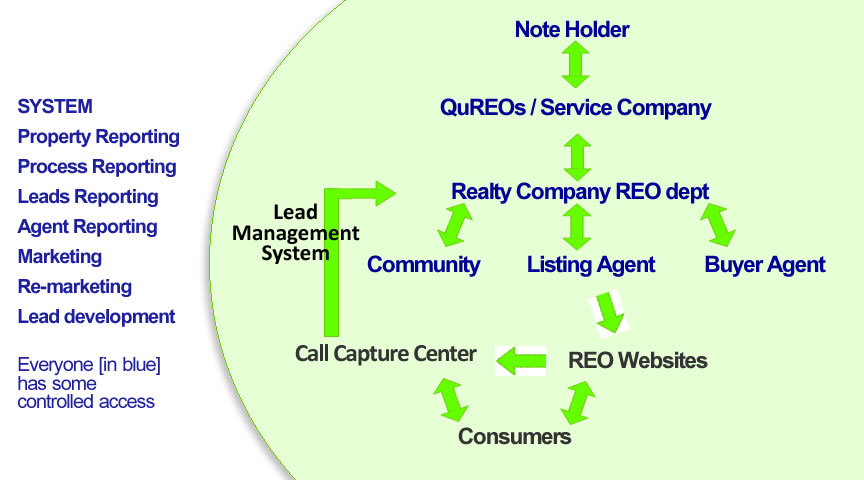 SYSTEM
Property Reporting
Process Reporting
Leads Reporting
Agent Reporting
Marketing
Re-marketing
Lead development
Everyone [in blue]
has some
controlled access
Note Holder
QuREOs / Service Company
Realty Company REO dept
Lead
Management
System
Community
Listing Agent
Buyer Agent
Call Capture Center
REO Websites
Consumers